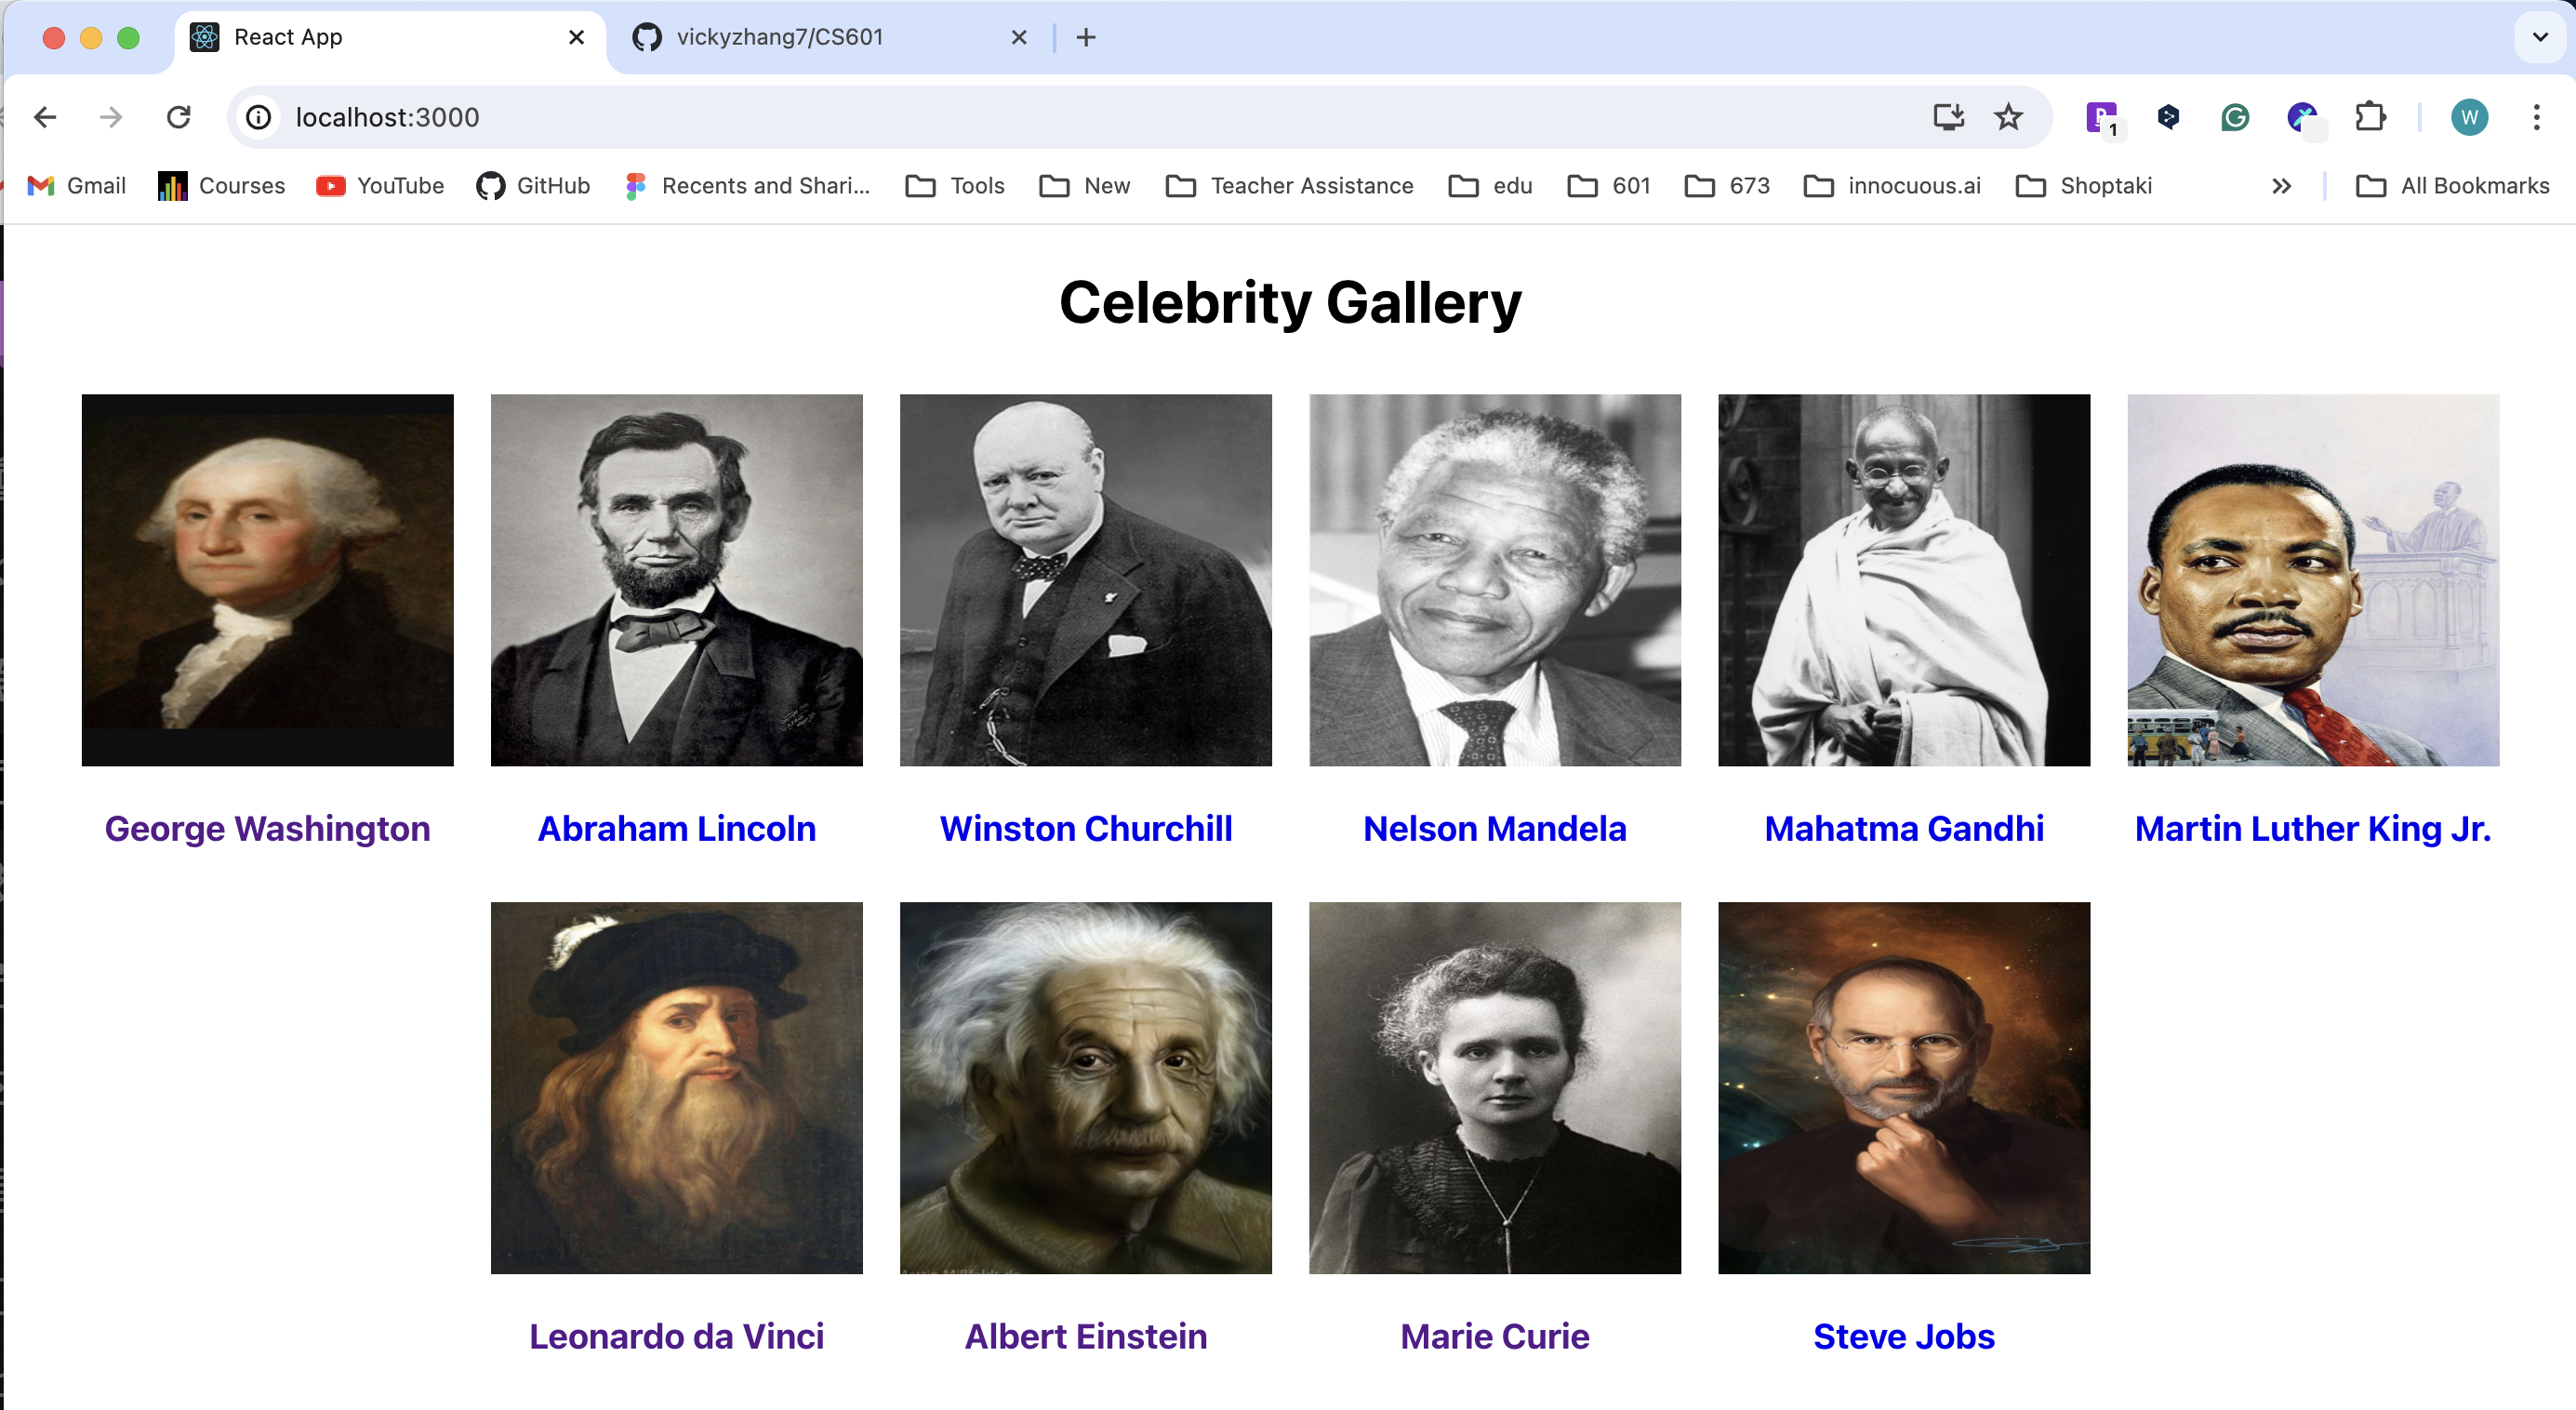 React App
vickyzhang7/CS601
localhost:3000
1
W
Gmail Courses YouTube GitHub Recents and Shari... Tools New Teacher Assistance edu 601 673 innocuous.ai Shoptaki All Bookmarks
Celebrity Gallery
George Washington
Abraham Lincoln
Winston Churchill
Nelson Mandela
Mahatma Gandhi
Martin Luther King Jr.
Leonardo da Vinci
Albert Einstein
Marie Curie
Steve Jobs